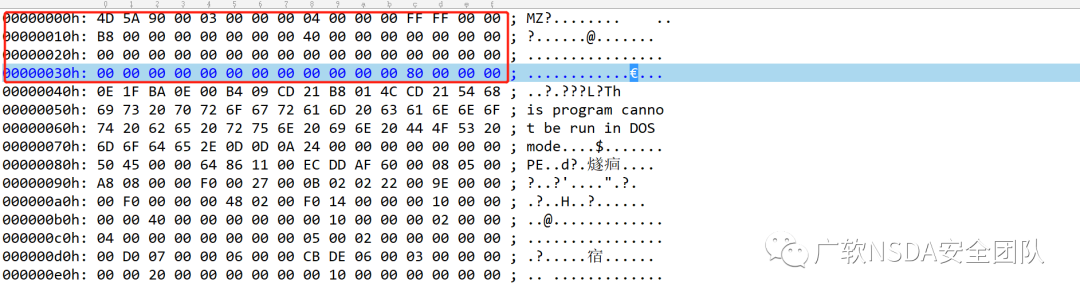 0 1 2 3 4 5 6 7 8 9 a b c d e f
00000000h: 4D 5A 90 00 03 00 00 00 04 00 00 00 FF FF 00 00 ; MZ?........ ..
00000010h: B8 00 00 00 00 00 00 00 40 00 00 00 00 00 00 00 ; ?......@.......
00000020h: 00 00 00 00 00 00 00 00 00 00 00 00 00 00 00 00 ; ................
00000030h: 00 00 00 00 00 00 00 00 00 00 00 00 80 00 00 00 ; ............€...
00000040h: 0E 1F BA 0E 00 B4 09 CD 21 B8 01 4C CD 21 54 68 ; ..?.???L?Th
00000050h: 69 73 20 70 72 6F 67 72 61 6D 20 63 61 6E 6E 6F ; is program canno
00000060h: 74 20 62 65 20 72 75 6E 20 69 6E 20 44 4F 53 20 ; t be run in DOS
00000070h: 6D 6F 64 65 2E 0D 0D 0A 24 00 00 00 00 00 00 00 ; mode....$.......
00000080h: 50 45 00 00 64 86 11 00 EC DD AF 60 00 08 05 00 ; PE..d?.燧痐....
00000090h: A8 08 00 00 F0 00 27 00 0B 02 02 22 00 9E 00 00 ; ?..?'....".?.
000000a0h: 00 F0 00 00 00 48 02 00 F0 14 00 00 00 10 00 00 ; .?..H..?......
000000b0h: 00 00 40 00 00 00 00 00 00 10 00 00 00 02 00 00 ; ..@.............
000000c0h: 04 00 00 00 00 00 00 00 05 00 02 00 00 00 00 00 ; ................
000000d0h: 00 D0 07 00 00 06 00 00 CB DE 06 00 03 00 00 00 ; .?.....宿......
000000e0h: 00 00 20 00 00 00 00 00 00 10 00 00 00 00 00 00 ; .. .............
广软NSDA安全团队